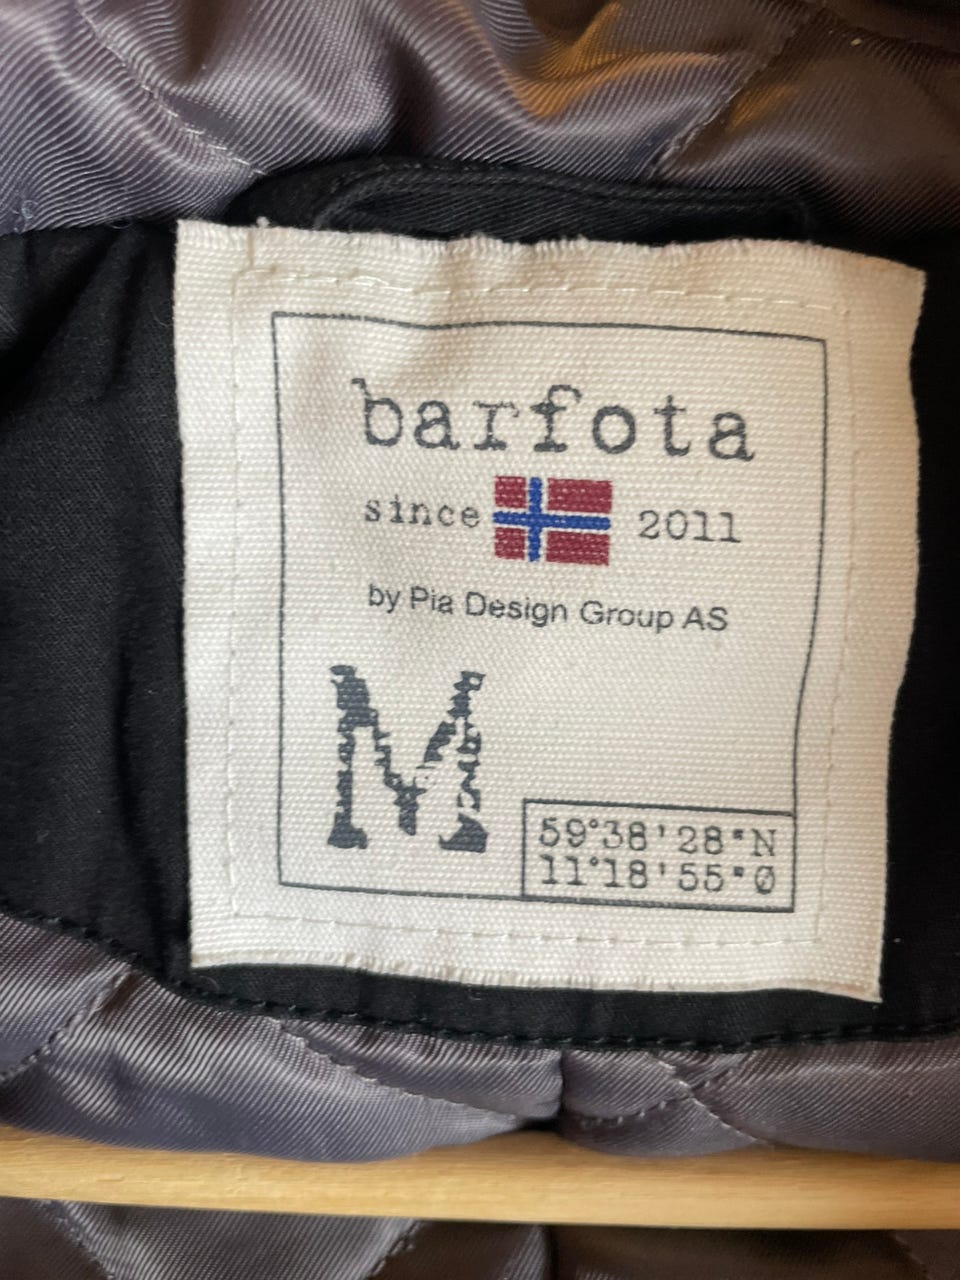 barfota
since 2011
by Pia Design Group AS
M
59°38'28"N
11°18'55"Ø